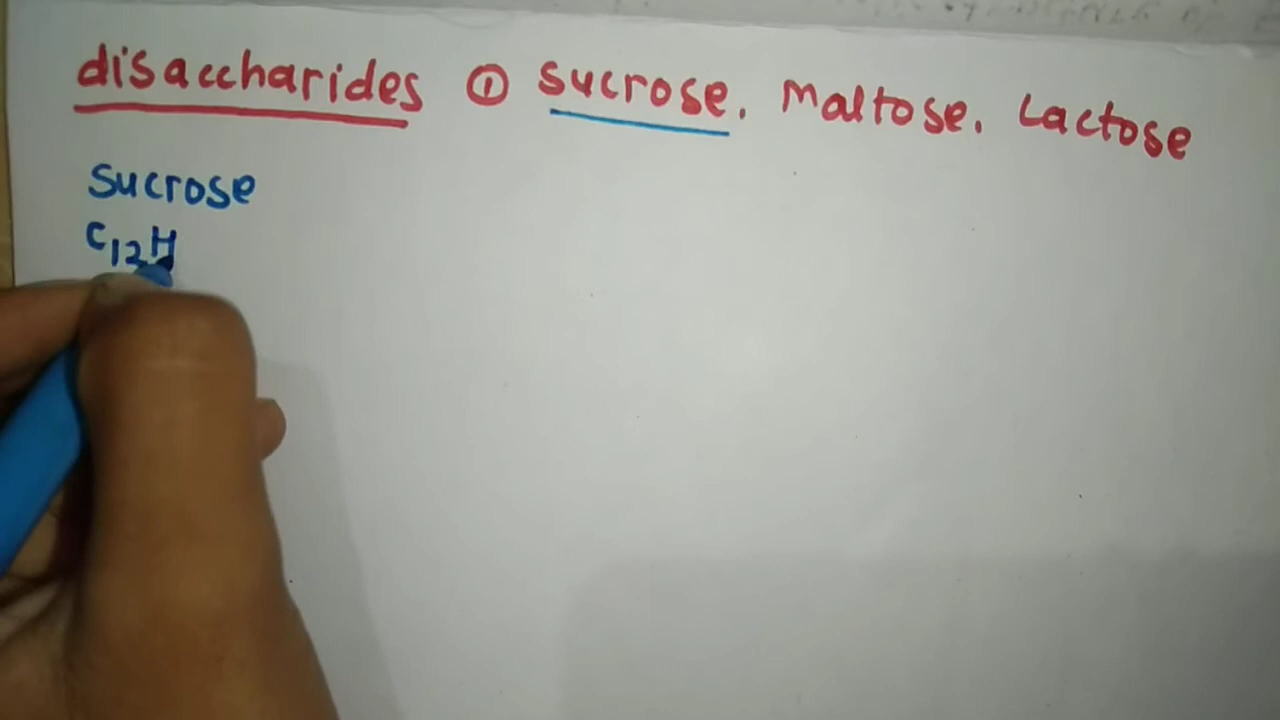 disaccharides ① sucrose, Maltose, Lactose
sucrose
C₁₂H